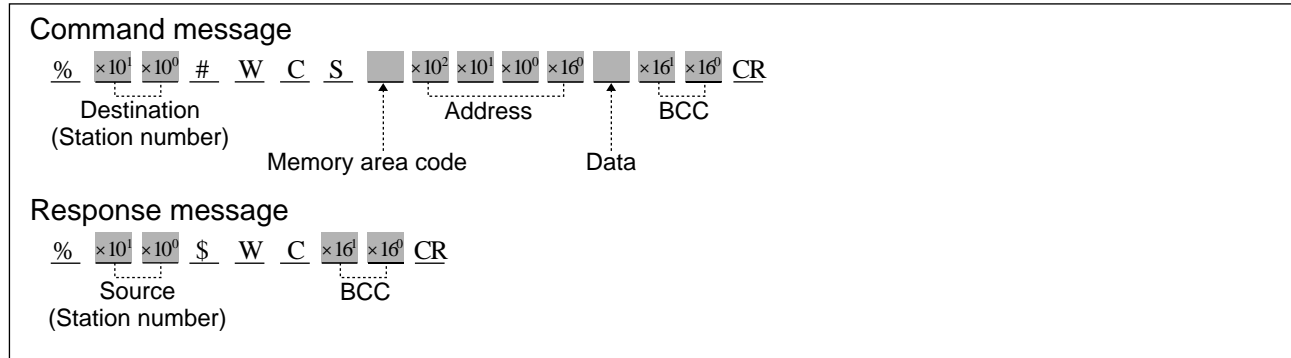 Command message
% ×10¹ ×10⁰ # W C S ×10² ×10¹ ×10⁰ ×16⁰ ×16¹ ×16⁰ CR
Destination Address BCC
(Station number)
Memory area code Data
Response message
% ×10¹ ×10⁰ $ W C ×16¹ ×16⁰ CR
Source BCC
(Station number)